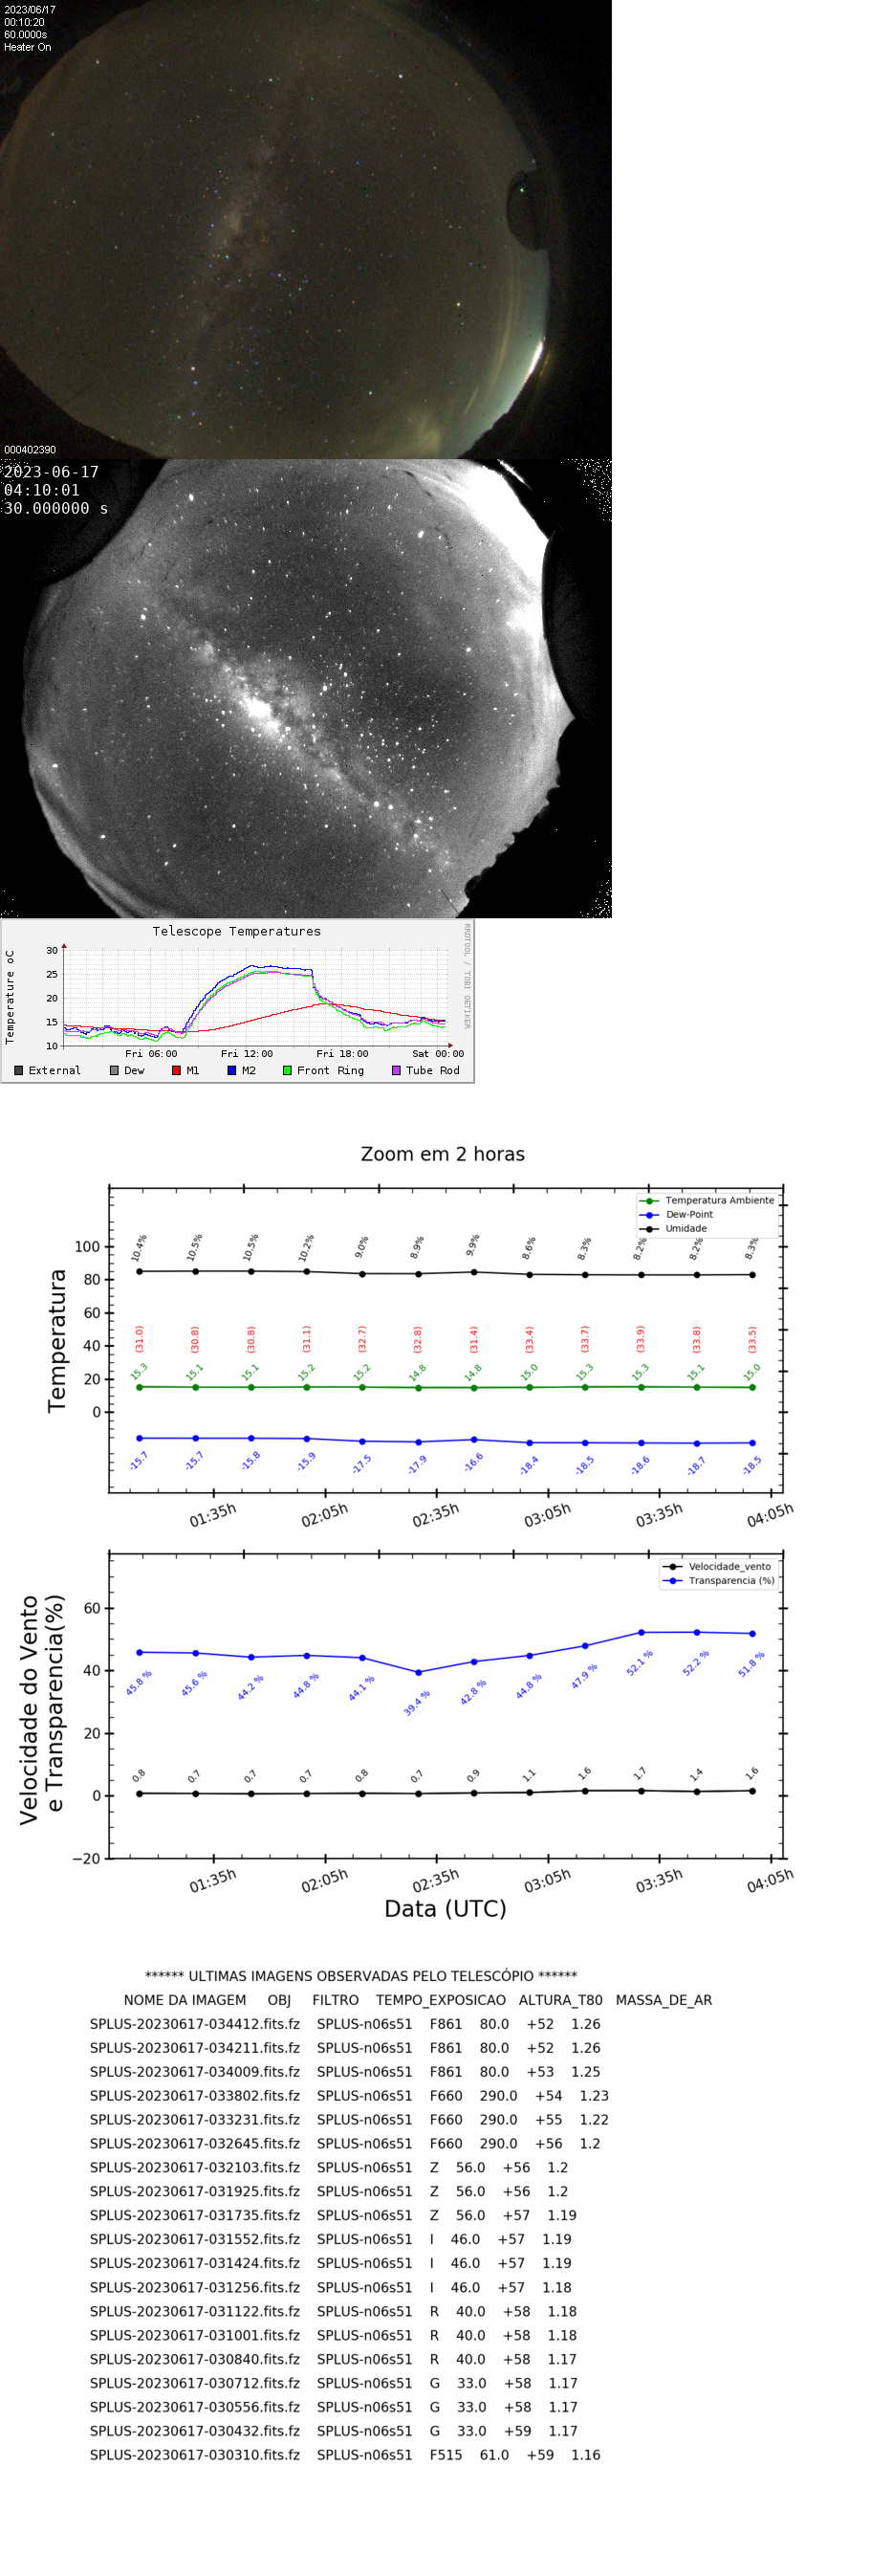 2023/06/17
00:10:20
60.0000s
Heater On
000402390
2023-06-17
04:10:01
30.000000 s
Telescope Temperatures
RRDTOOL / TOBI OETIKER
Temperature oC
30
25
20
15
10
Fri 06:00 Fri 12:00 Fri 18:00 Sat 00:00
External Dew M1 M2 Front Ring Tube Rod
Zoom em 2 horas
Temperatura Ambiente
Dew-Point
Umidade
Temperatura
100
80
60
40
20
0
10.4% 10.5% 10.5% 10.2% 9.0% 8.9% 9.9% 8.6% 8.3% 8.2% 8.2% 8.3%
(31.0) (30.8) (30.8) (31.1) (32.7) (32.8) (31.4) (33.4) (33.7) (33.9) (33.8) (33.5)
15.3 15.1 15.1 15.2 15.2 14.8 14.8 15.0 15.3 15.3 15.1 15.0
-15.7 -15.7 -15.8 -15.9 -17.5 -17.9 -16.6 -18.4 -18.5 -18.6 -18.7 -18.5
01:35h 02:05h 02:35h 03:05h 03:35h 04:05h
Velocidade_vento
Transparencia (%)
Velocidade do Vento
e Transparencia(%)
60
40
20
0
−20
45.8 % 45.6 % 44.2 % 44.8 % 44.1 % 39.4 % 42.8 % 44.8 % 47.9 % 52.1 % 52.2 % 51.8 %
0.8 0.7 0.7 0.7 0.8 0.7 0.9 1.1 1.6 1.7 1.4 1.6
01:35h 02:05h 02:35h 03:05h 03:35h 04:05h
Data (UTC)
****** ULTIMAS IMAGENS OBSERVADAS PELO TELESCÓPIO ******
NOME DA IMAGEM OBJ FILTRO TEMPO_EXPOSICAO ALTURA_T80 MASSA_DE_AR
SPLUS-20230617-034412.fits.fz SPLUS-n06s51 F861 80.0 +52 1.26
SPLUS-20230617-034211.fits.fz SPLUS-n06s51 F861 80.0 +52 1.26
SPLUS-20230617-034009.fits.fz SPLUS-n06s51 F861 80.0 +53 1.25
SPLUS-20230617-033802.fits.fz SPLUS-n06s51 F660 290.0 +54 1.23
SPLUS-20230617-033231.fits.fz SPLUS-n06s51 F660 290.0 +55 1.22
SPLUS-20230617-032645.fits.fz SPLUS-n06s51 F660 290.0 +56 1.2
SPLUS-20230617-032103.fits.fz SPLUS-n06s51 Z 56.0 +56 1.2
SPLUS-20230617-031925.fits.fz SPLUS-n06s51 Z 56.0 +56 1.2
SPLUS-20230617-031735.fits.fz SPLUS-n06s51 Z 56.0 +57 1.19
SPLUS-20230617-031552.fits.fz SPLUS-n06s51 I 46.0 +57 1.19
SPLUS-20230617-031424.fits.fz SPLUS-n06s51 I 46.0 +57 1.19
SPLUS-20230617-031256.fits.fz SPLUS-n06s51 I 46.0 +57 1.18
SPLUS-20230617-031122.fits.fz SPLUS-n06s51 R 40.0 +58 1.18
SPLUS-20230617-031001.fits.fz SPLUS-n06s51 R 40.0 +58 1.18
SPLUS-20230617-030840.fits.fz SPLUS-n06s51 R 40.0 +58 1.17
SPLUS-20230617-030712.fits.fz SPLUS-n06s51 G 33.0 +58 1.17
SPLUS-20230617-030556.fits.fz SPLUS-n06s51 G 33.0 +58 1.17
SPLUS-20230617-030432.fits.fz SPLUS-n06s51 G 33.0 +59 1.17
SPLUS-20230617-030310.fits.fz SPLUS-n06s51 F515 61.0 +59 1.16